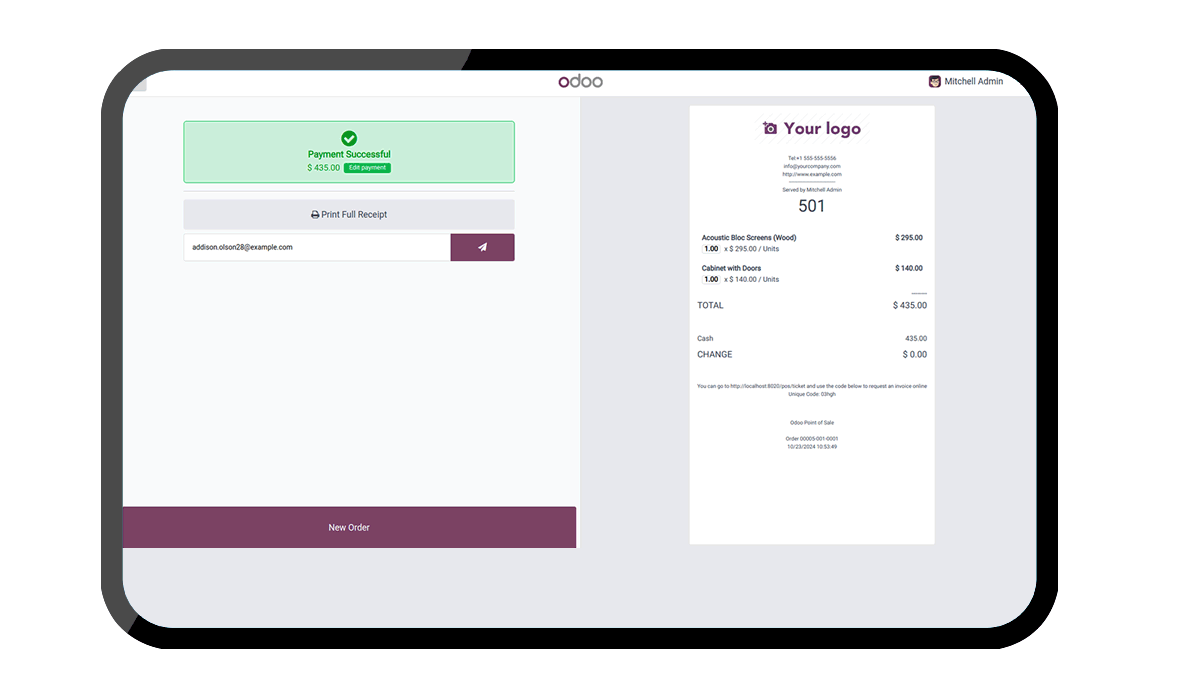 odoo
Mitchell Admin
Payment Successful
$ 435.00 Edit payment
Print Full Receipt
addison.olson28@example.com
New Order
Your logo
Tel:+1 555-555-5556
info@yourcompany.com
http://www.example.com
Served by Mitchell Admin
501
Acoustic Bloc Screens (Wood) $ 295.00
1.00 x $ 295.00 / Units
Cabinet with Doors $ 140.00
1.00 x $ 140.00 / Units
TOTAL $ 435.00
Cash 435.00
CHANGE $ 0.00
You can go to http://localhost:8020/pos/ticket and use the code below to request an invoice online
Unique Code: 03hgh
Odoo Point of Sale
Order 00005-001-0001
10/23/2024 10:53:49